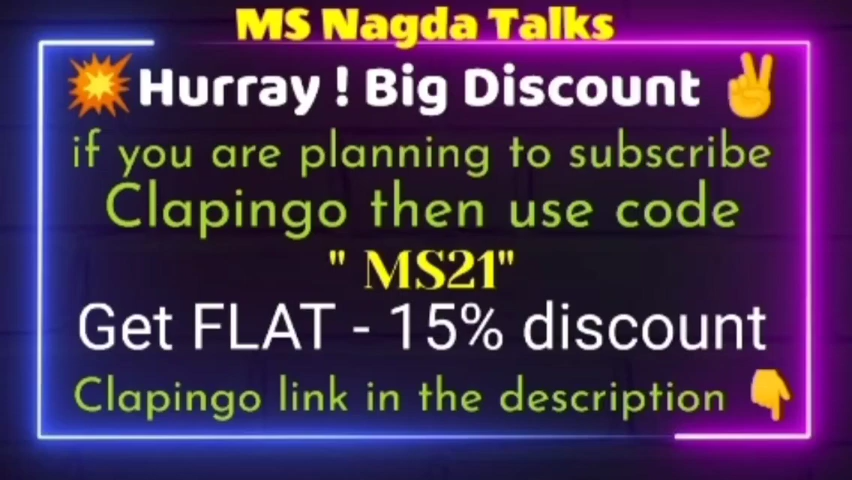 MS Nagda Talks
💥Hurray ! Big Discount ✌
if you are planning to subscribe
Clapingo then use code
" MS21"
Get FLAT - 15% discount
Clapingo link in the description 👇